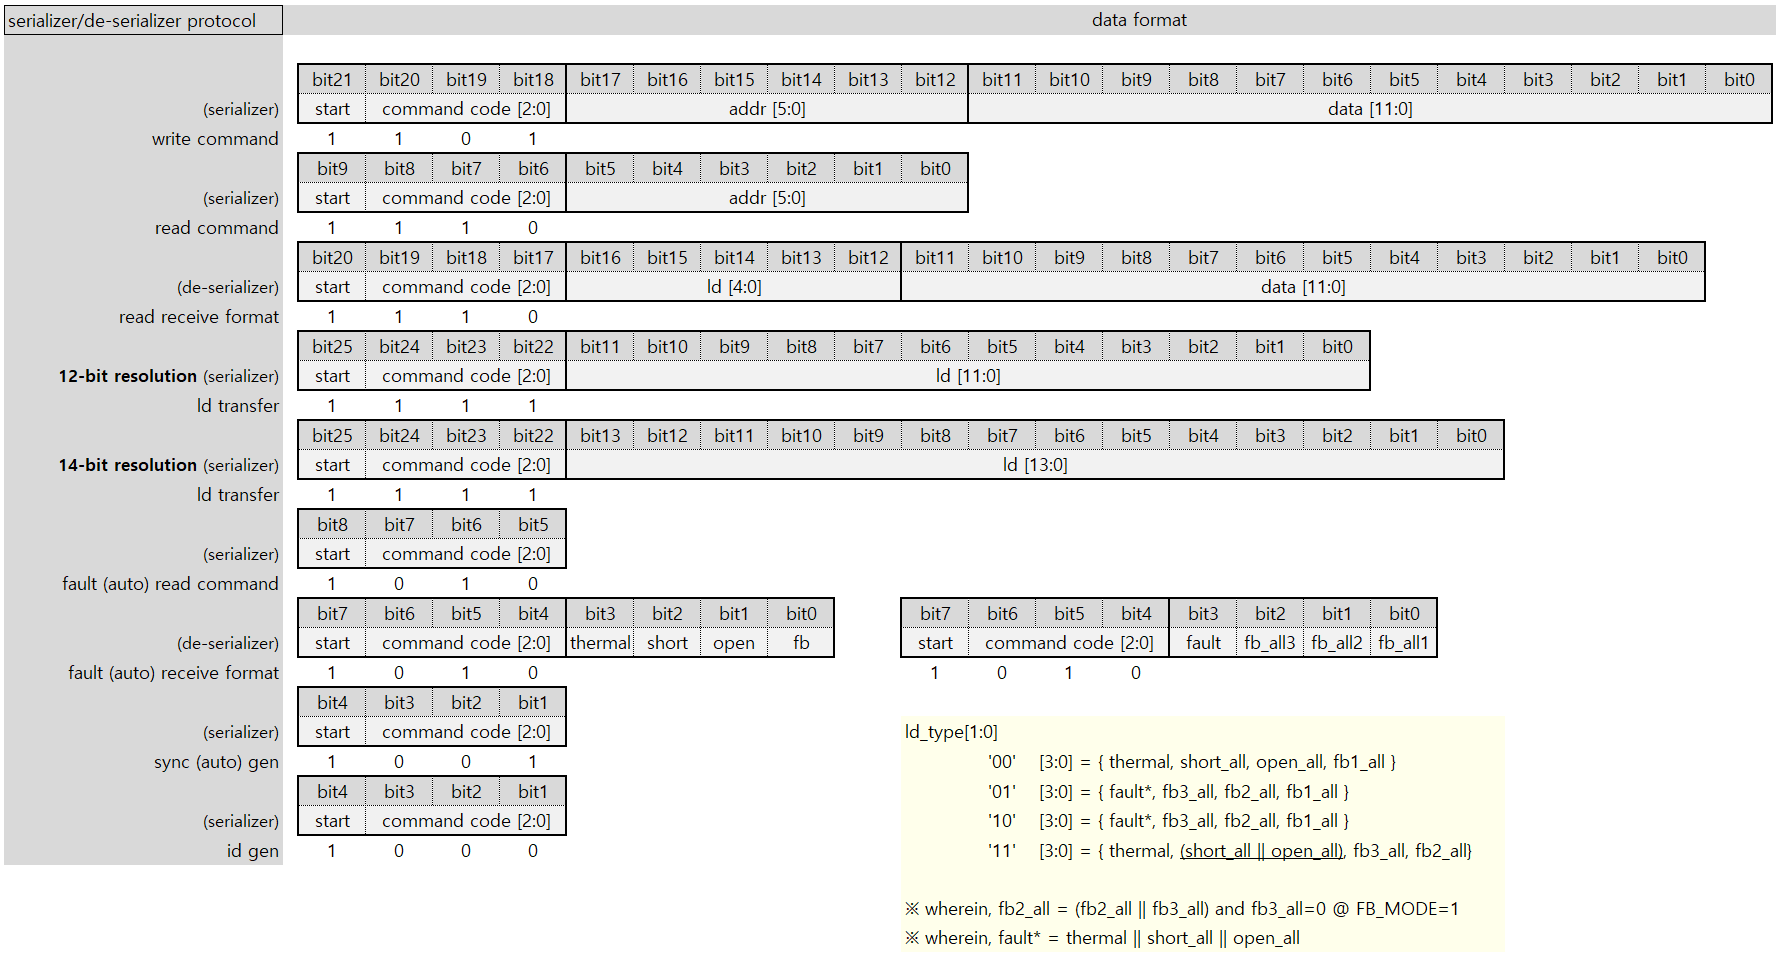 serializer/de-serializer protocol data format
bit21 bit20 bit19 bit18 bit17 bit16 bit15 bit14 bit13 bit12 bit11 bit10 bit9 bit8 bit7 bit6 bit5 bit4 bit3 bit2 bit1 bit0
(serializer) start command code [2:0] addr [5:0] data [11:0]
write command 1 1 0 1
bit9 bit8 bit7 bit6 bit5 bit4 bit3 bit2 bit1 bit0
(serializer) start command code [2:0] addr [5:0]
read command 1 1 1 0
bit20 bit19 bit18 bit17 bit16 bit15 bit14 bit13 bit12 bit11 bit10 bit9 bit8 bit7 bit6 bit5 bit4 bit3 bit2 bit1 bit0
(de-serializer) start command code [2:0] ld [4:0] data [11:0]
read receive format 1 1 1 0
bit25 bit24 bit23 bit22 bit11 bit10 bit9 bit8 bit7 bit6 bit5 bit4 bit3 bit2 bit1 bit0
12-bit resolution (serializer) start command code [2:0] ld [11:0]
ld transfer 1 1 1 1
bit25 bit24 bit23 bit22 bit13 bit12 bit11 bit10 bit9 bit8 bit7 bit6 bit5 bit4 bit3 bit2 bit1 bit0
14-bit resolution (serializer) start command code [2:0] ld [13:0]
ld transfer 1 1 1 1
bit8 bit7 bit6 bit5
(serializer) start command code [2:0]
fault (auto) read command 1 0 1 0
bit7 bit6 bit5 bit4 bit3 bit2 bit1 bit0 bit7 bit6 bit5 bit4 bit3 bit2 bit1 bit0
(de-serializer) start command code [2:0] thermal short open fb start command code [2:0] fault fb_all3 fb_all2 fb_all1
fault (auto) receive format 1 0 1 0 1 0 1 0
bit4 bit3 bit2 bit1
(serializer) start command code [2:0] ld_type[1:0]
sync (auto) gen 1 0 0 1 '00' [3:0] = { thermal, short_all, open_all, fb1_all }
bit4 bit3 bit2 bit1 '01' [3:0] = { fault*, fb3_all, fb2_all, fb1_all }
(serializer) start command code [2:0] '10' [3:0] = { fault*, fb3_all, fb2_all, fb1_all }
id gen 1 0 0 0 '11' [3:0] = { thermal, (short_all || open_all), fb3_all, fb2_all}
※ wherein, fb2_all = (fb2_all || fb3_all) and fb3_all=0 @ FB_MODE=1
※ wherein, fault* = thermal || short_all || open_all